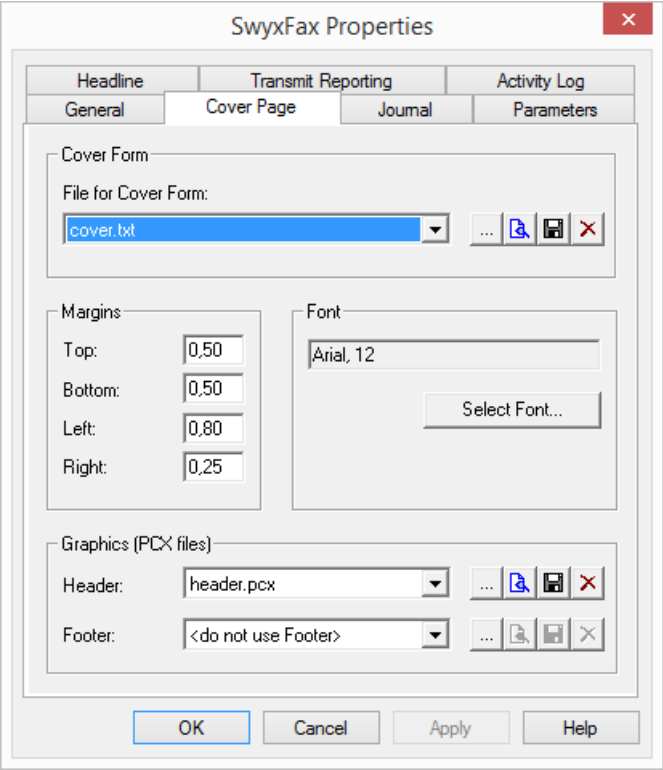 SwyxFax Properties
Headline Transmit Reporting Activity Log
General Cover Page Journal Parameters
Cover Form
File for Cover Form:
cover.txt ...
Margins
Top: 0,50
Bottom: 0,50
Left: 0,80
Right: 0,25
Font
Arial, 12
Select Font...
Graphics (PCX files)
Header: header.pcx ...
Footer: <do not use Footer> ...
OK Cancel Apply Help